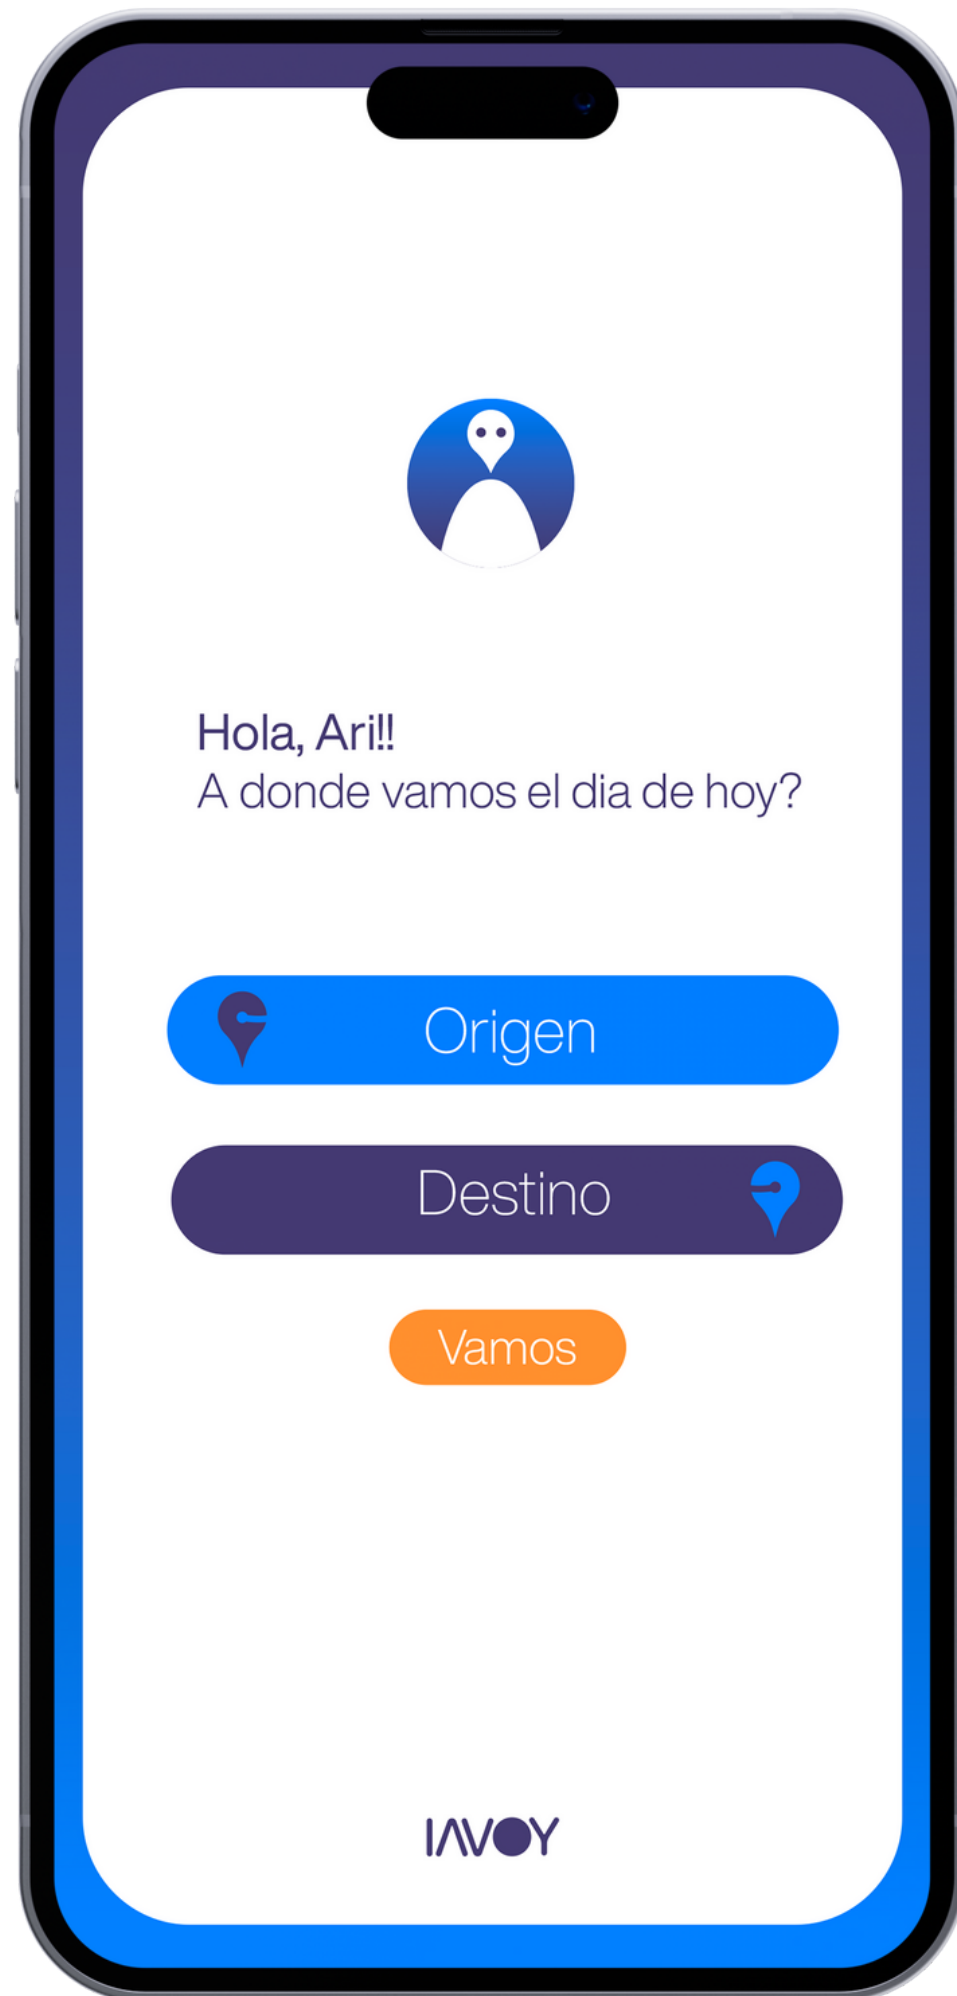 Hola, Ari!!
A donde vamos el dia de hoy?
Origen
Destino
Vamos
IAVOY